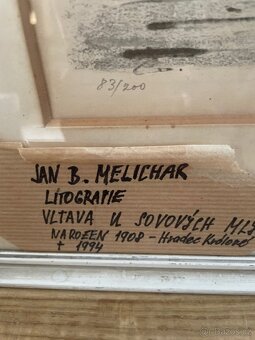 83/200
JAN B. MELICHAR
LITOGRAFIE
VLTAVA U SOVOVÝCH MLÝ
NAROZEN 1908 - Hradec Králové
† 1994